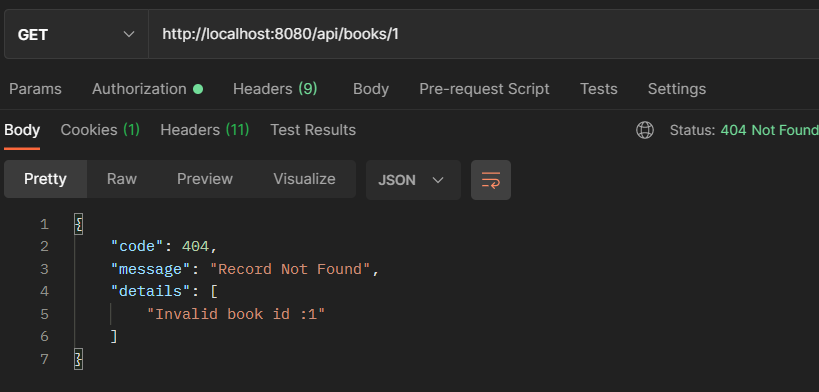 GET http://localhost:8080/api/books/1
Params Authorization Headers (9) Body Pre-request Script Tests Settings
Body Cookies (1) Headers (11) Test Results Status: 404 Not Found
Pretty Raw Preview Visualize JSON
1 {
2 "code": 404,
3 "message": "Record Not Found",
4 "details": [
5 "Invalid book id :1"
6 ]
7 }